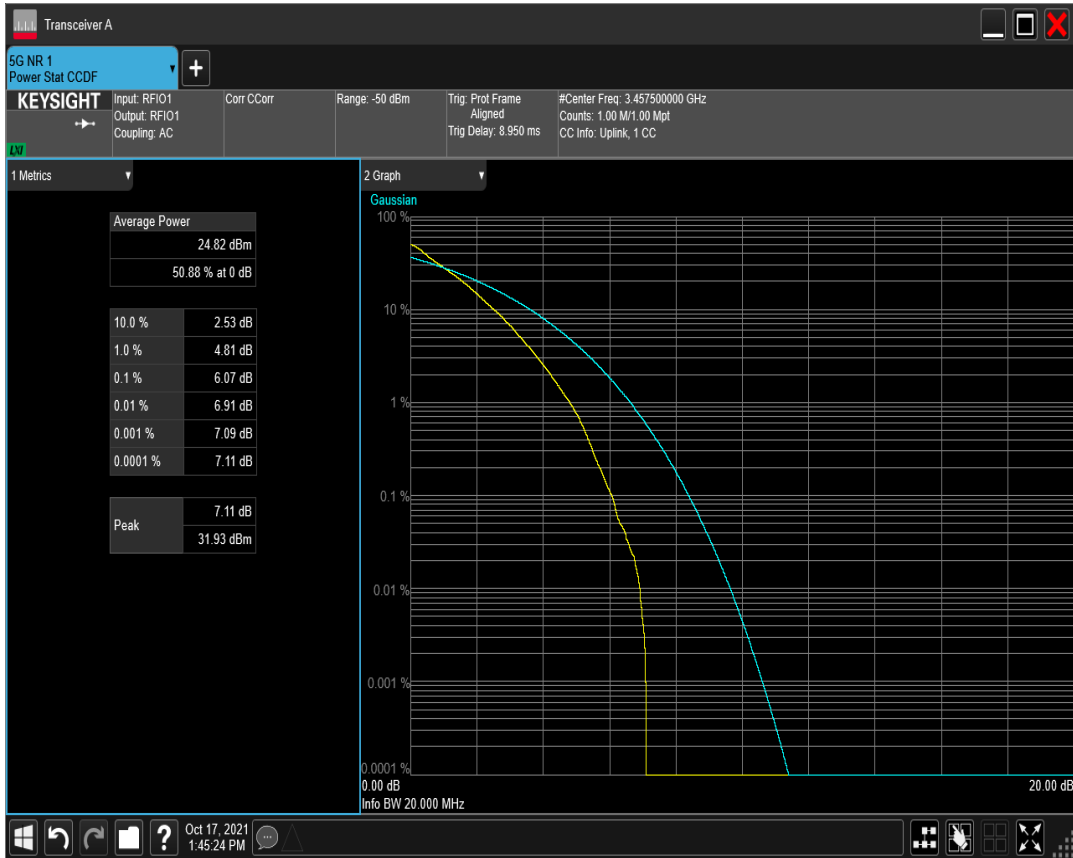 Transceiver A
5G NR 1
Power Stat CCDF
KEYSIGHT
LXI
Input: RFIO1
Output: RFIO1
Coupling: AC
Corr CCorr
Range: -50 dBm
Trig: Prot Frame
Aligned
Trig Delay: 8.950 ms
#Center Freq: 3.457500000 GHz
Counts: 1.00 M/1.00 Mpt
CC Info: Uplink, 1 CC
1 Metrics
Average Power
24.82 dBm
50.88 % at 0 dB
10.0 % 2.53 dB
1.0 % 4.81 dB
0.1 % 6.07 dB
0.01 % 6.91 dB
0.001 % 7.09 dB
0.0001 % 7.11 dB
Peak
7.11 dB
31.93 dBm
2 Graph
Gaussian
100 %
10 %
1 %
0.1 %
0.01 %
0.001 %
0.0001 %
0.00 dB
20.00 dB
Info BW 20.000 MHz
?
Oct 17, 2021
1:45:24 PM